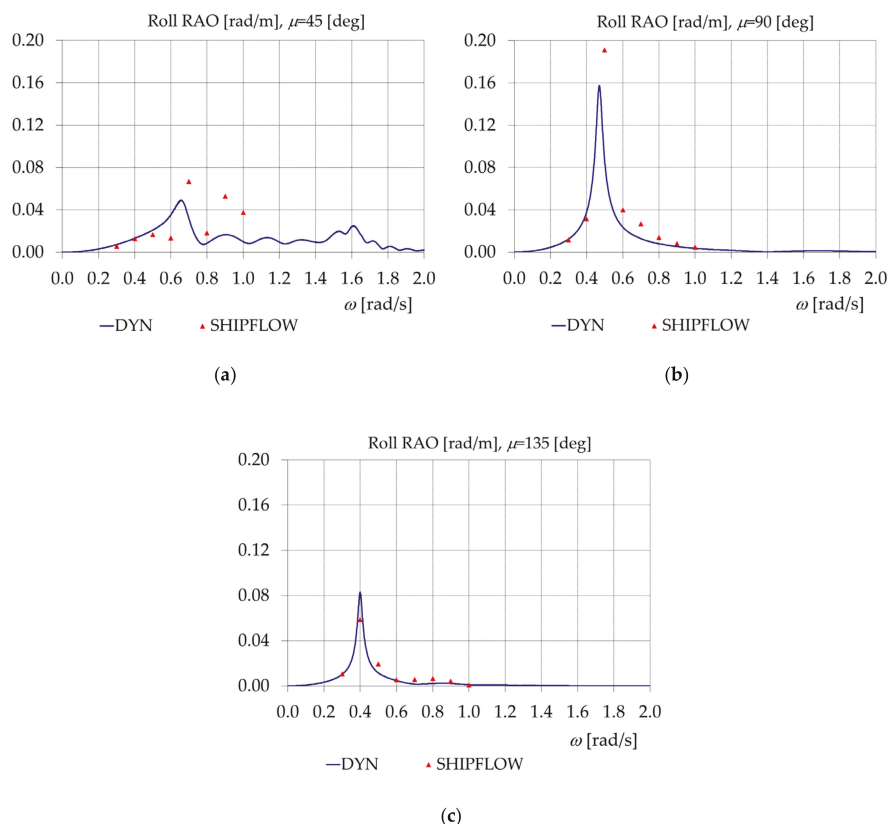 Roll RAO [rad/m], μ=45 [deg]
0.20
0.16
0.12
0.08
0.04
0.00
0.0 0.2 0.4 0.6 0.8 1.0 1.2 1.4 1.6 1.8 2.0
ω [rad/s]
DYN SHIPFLOW
(a)
Roll RAO [rad/m], μ=90 [deg]
0.20
0.16
0.12
0.08
0.04
0.00
0.0 0.2 0.4 0.6 0.8 1.0 1.2 1.4 1.6 1.8 2.0
ω [rad/s]
DYN SHIPFLOW
(b)
Roll RAO [rad/m], μ=135 [deg]
0.20
0.16
0.12
0.08
0.04
0.00
0.0 0.2 0.4 0.6 0.8 1.0 1.2 1.4 1.6 1.8 2.0
ω [rad/s]
DYN SHIPFLOW
(c)